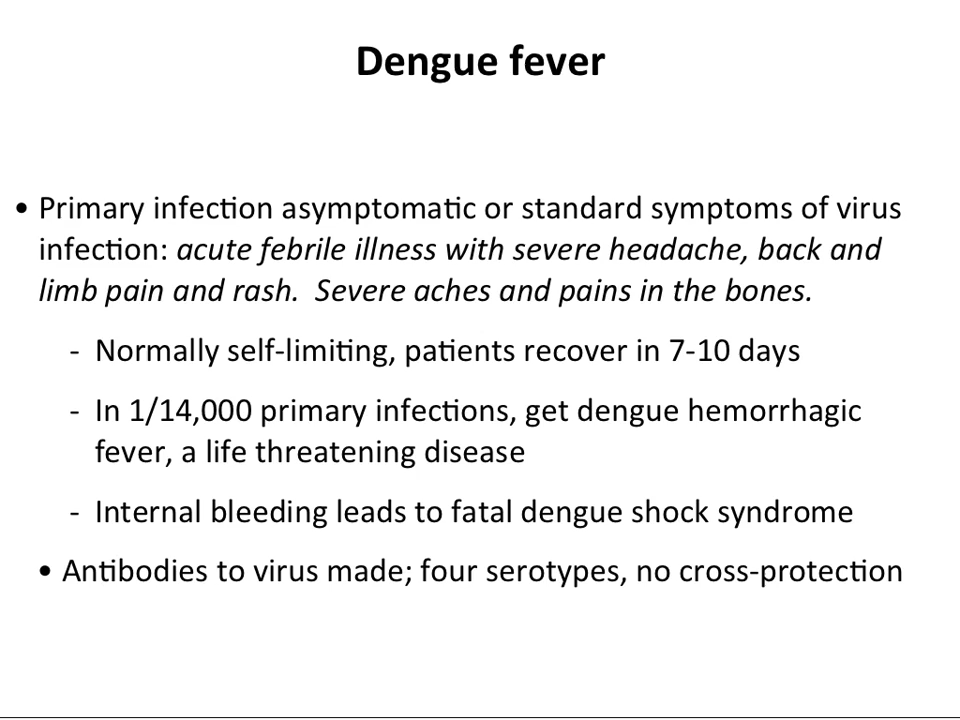 Dengue fever
• Primary infection asymptomatic or standard symptoms of virus
infection: acute febrile illness with severe headache, back and
limb pain and rash.  Severe aches and pains in the bones.
- Normally self-limiting, patients recover in 7-10 days
- In 1/14,000 primary infections, get dengue hemorrhagic
fever, a life threatening disease
- Internal bleeding leads to fatal dengue shock syndrome
• Antibodies to virus made; four serotypes, no cross-protection